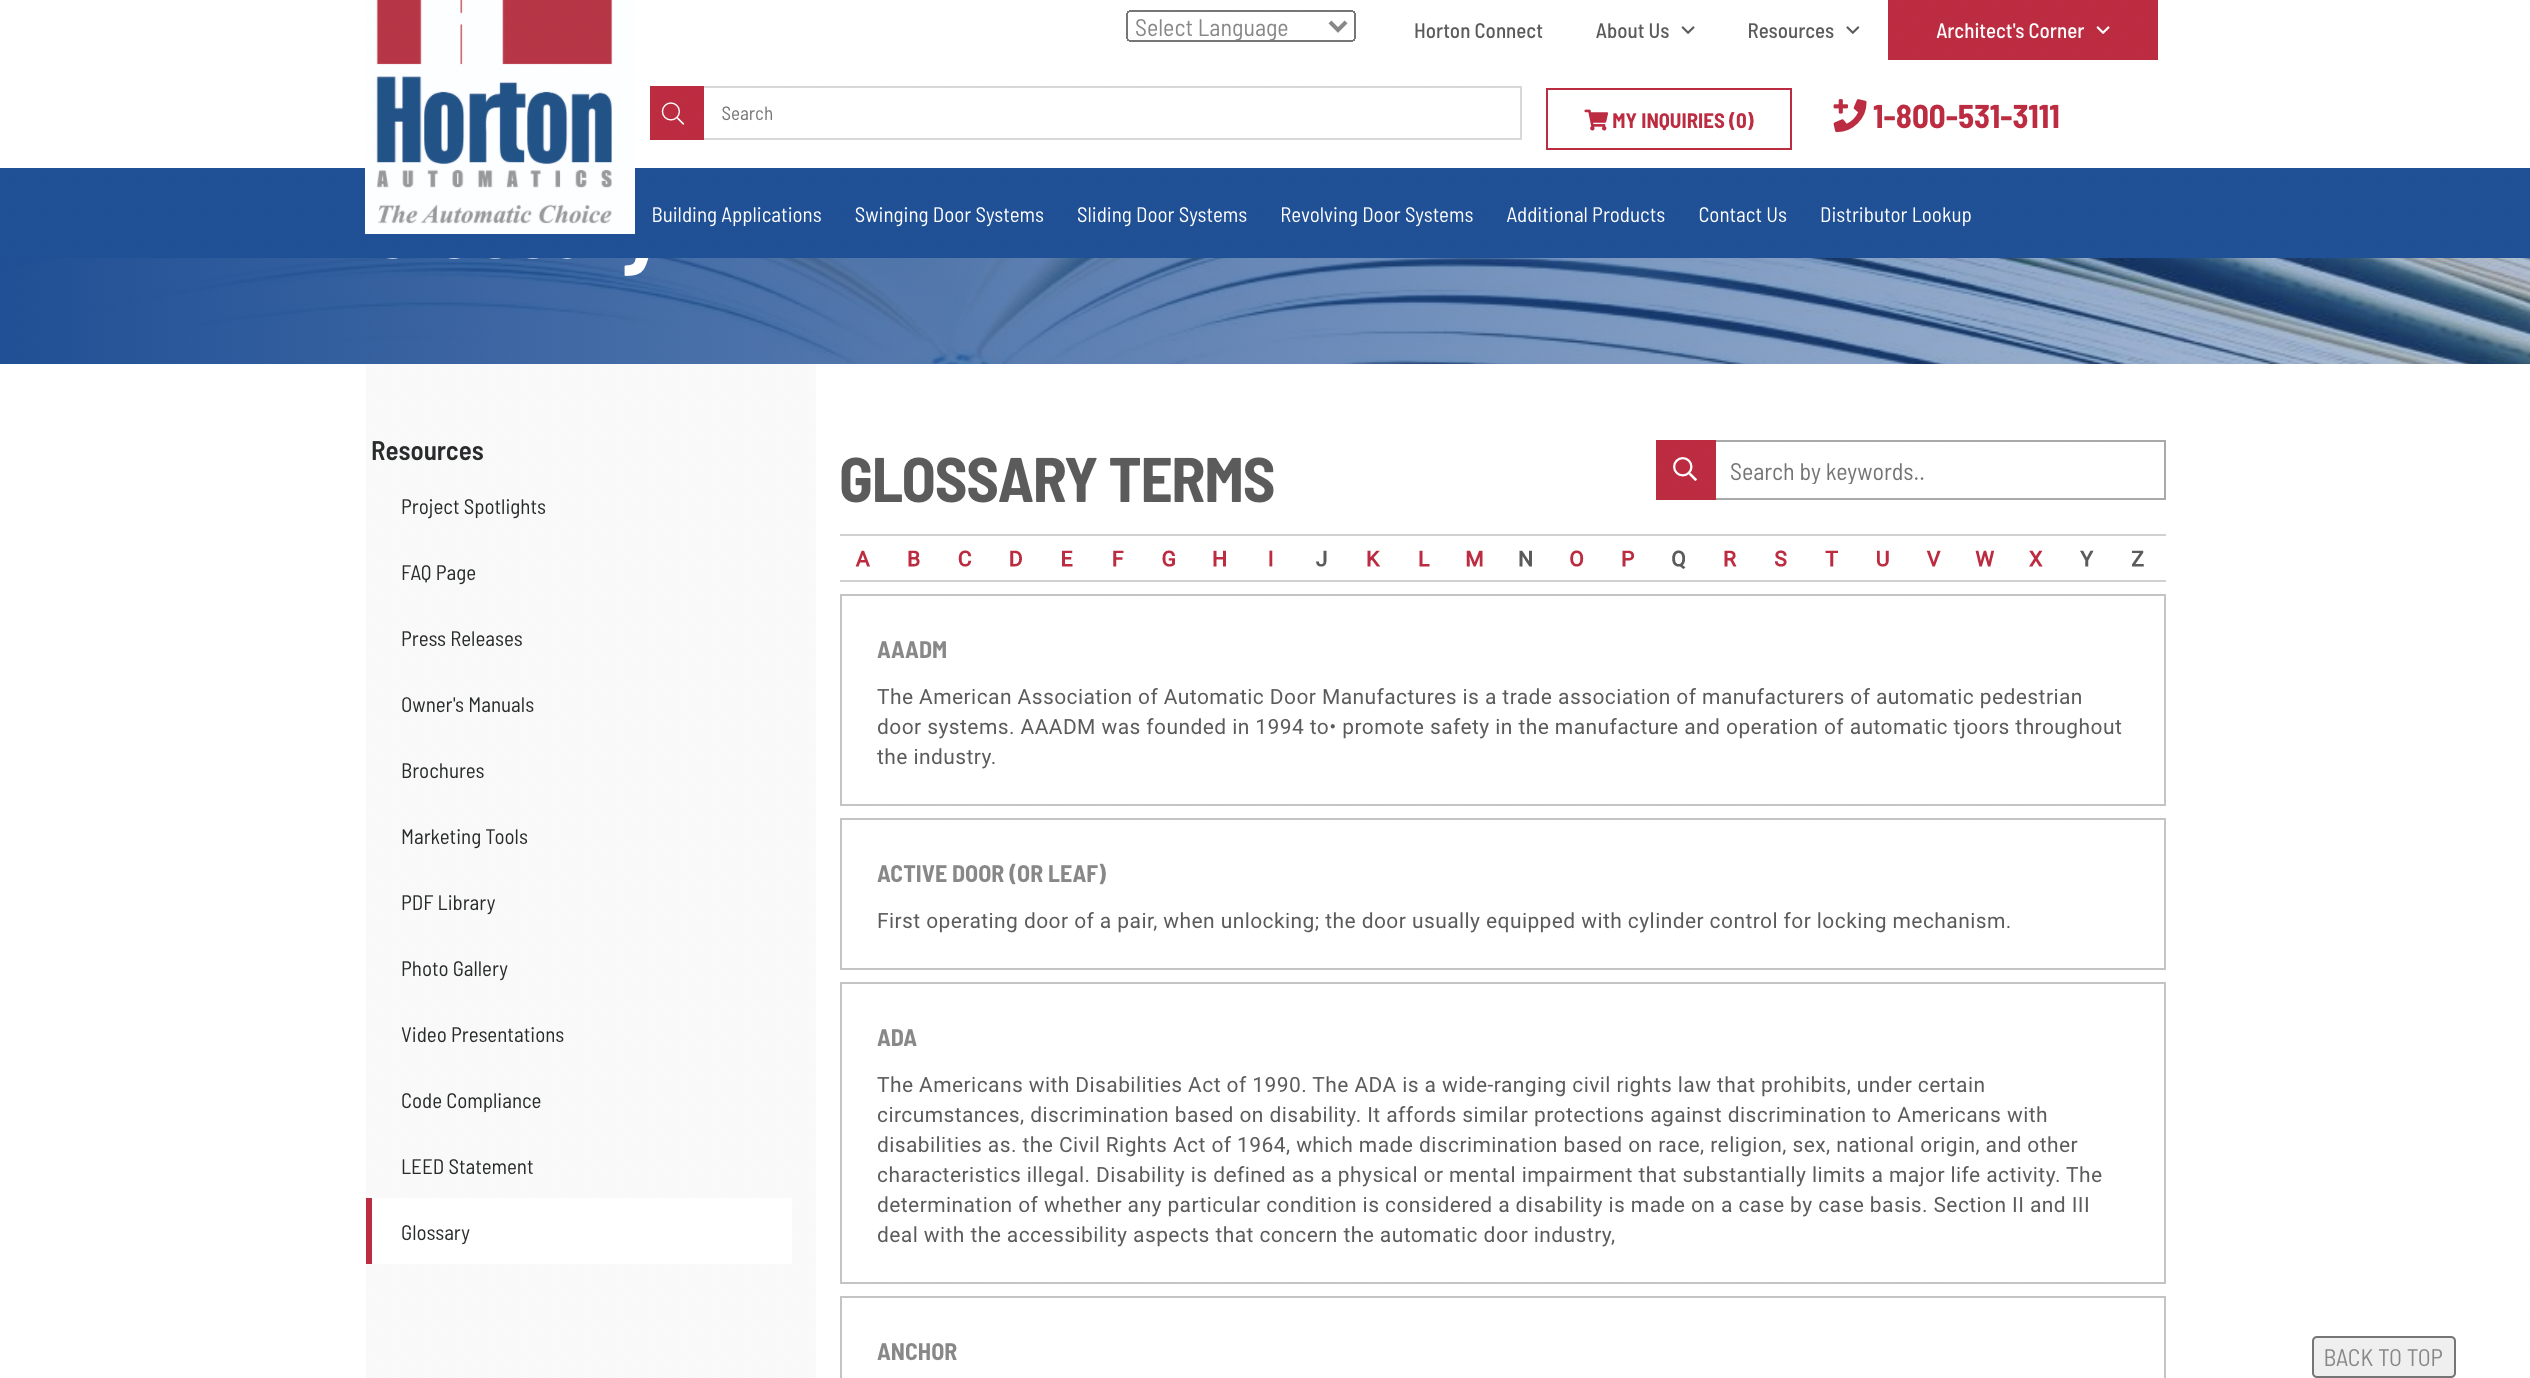 Select Language
Horton Connect
About Us
Resources
Architect's Corner
Horton
AUTOMATICS
The Automatic Choice
Search
MY INQUIRIES (0)
1-800-531-3111
Building Applications
Swinging Door Systems
Sliding Door Systems
Revolving Door Systems
Additional Products
Contact Us
Distributor Lookup
Resources
Project Spotlights
FAQ Page
Press Releases
Owner's Manuals
Brochures
Marketing Tools
PDF Library
Photo Gallery
Video Presentations
Code Compliance
LEED Statement
Glossary
GLOSSARY TERMS
Search by keywords..
A B C D E F G H I J K L M N O P Q R S T U V W X Y Z
AAADM
The American Association of Automatic Door Manufactures is a trade association of manufacturers of automatic pedestrian
door systems. AAADM was founded in 1994 to• promote safety in the manufacture and operation of automatic tjoors throughout
the industry.
ACTIVE DOOR (OR LEAF)
First operating door of a pair, when unlocking; the door usually equipped with cylinder control for locking mechanism.
ADA
The Americans with Disabilities Act of 1990. The ADA is a wide-ranging civil rights law that prohibits, under certain
circumstances, discrimination based on disability. It affords similar protections against discrimination to Americans with
disabilities as. the Civil Rights Act of 1964, which made discrimination based on race, religion, sex, national origin, and other
characteristics illegal. Disability is defined as a physical or mental impairment that substantially limits a major life activity. The
determination of whether any particular condition is considered a disability is made on a case by case basis. Section II and III
deal with the accessibility aspects that concern the automatic door industry,
ANCHOR
BACK TO TOP